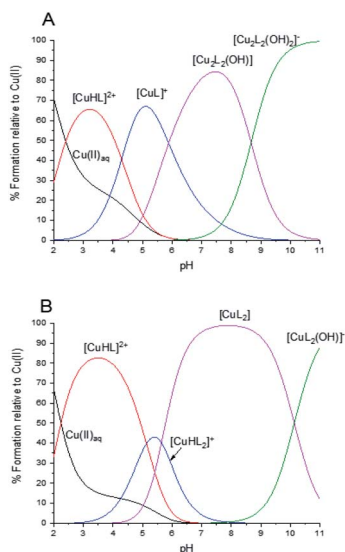 A
[Cu₂L₂(OH)₂]⁻
[Cu₂L₂(OH)]
[CuHL]²⁺
[CuL]⁺
Cu(II)aq
% Formation relative to Cu(II)
100
90
80
70
60
50
40
30
20
10
0
2 3 4 5 6 7 8 9 10 11
pH
B
[CuL₂]
[CuL₂(OH)]⁻
[CuHL]²⁺
Cu(II)aq
[CuHL₂]⁺
% Formation relative to Cu(II)
100
90
80
70
60
50
40
30
20
10
0
2 3 4 5 6 7 8 9 10 11
pH